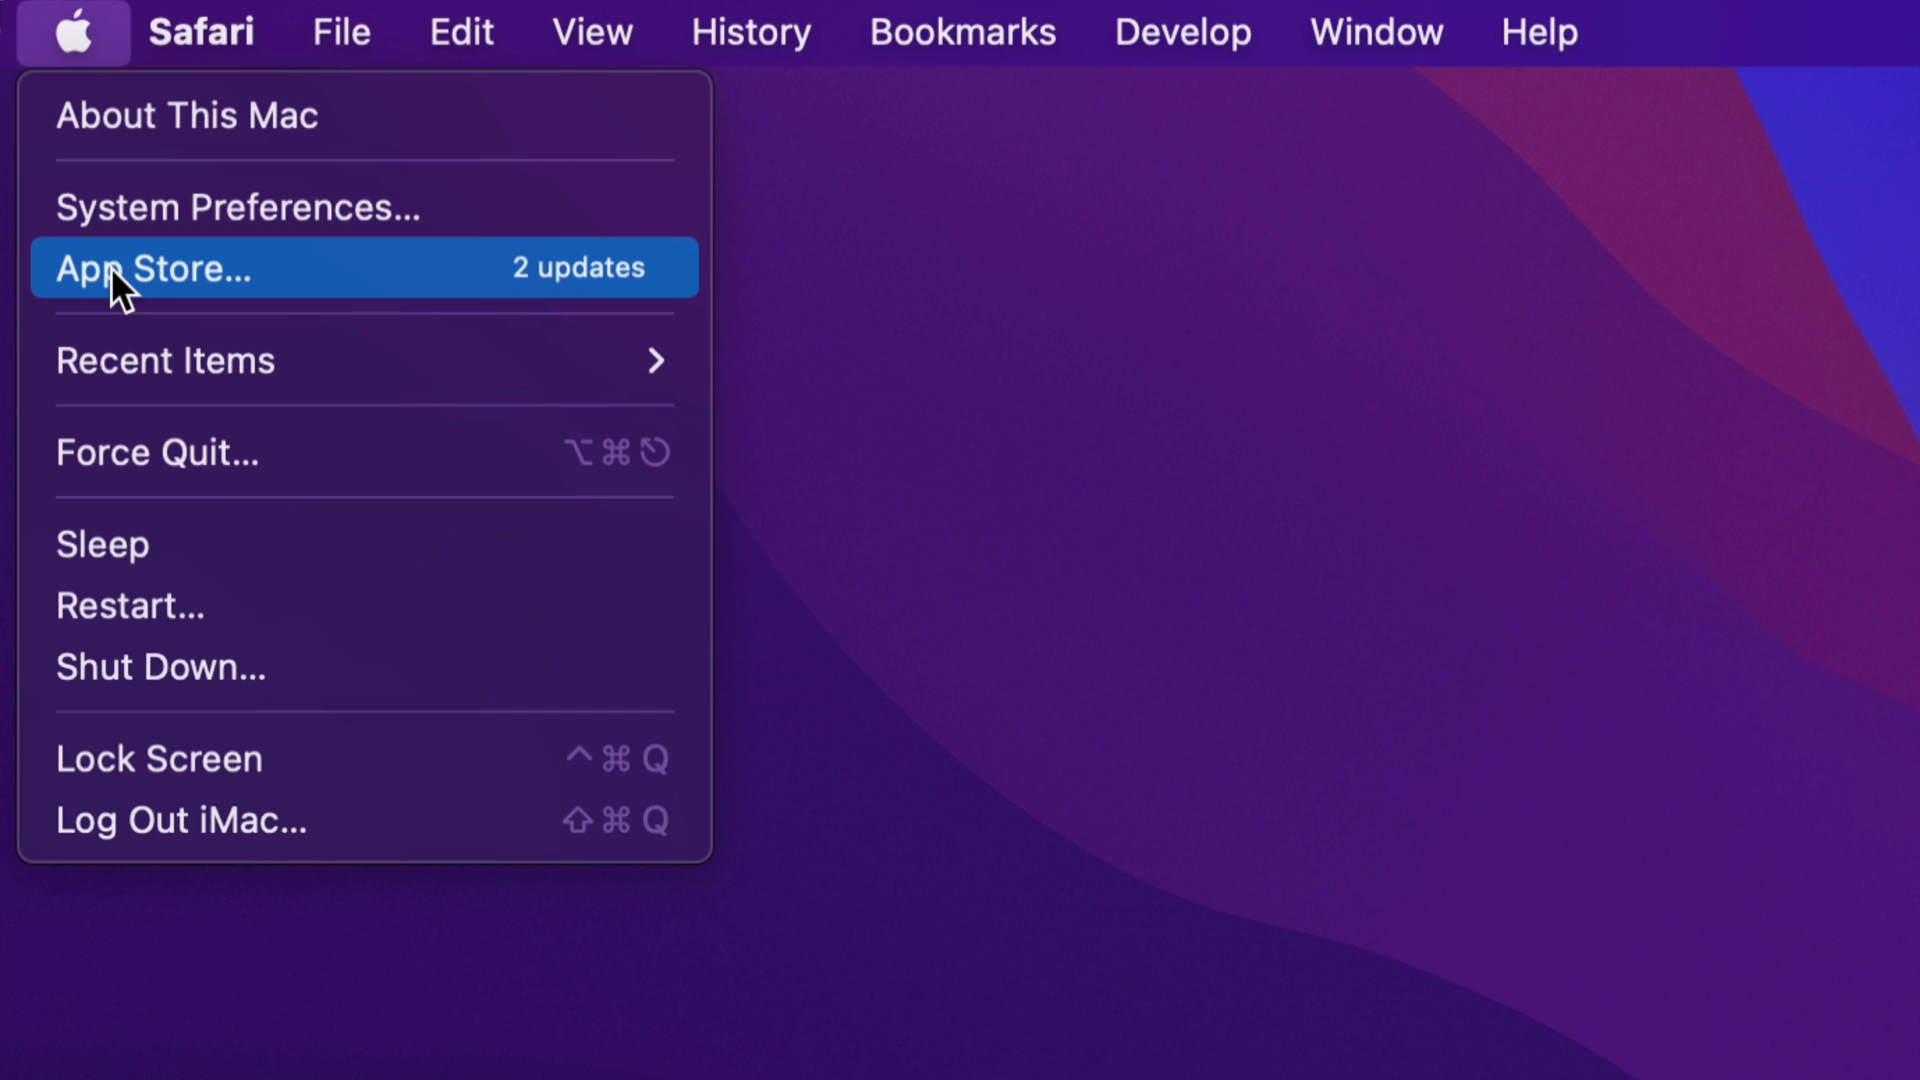 Safari File Edit View History Bookmarks Develop Window Help
About This Mac
System Preferences...
App Store... 2 updates
Recent Items
Force Quit... ⌥⌘⎋
Sleep
Restart...
Shut Down...
Lock Screen ^⌘Q
Log Out iMac... ⇧⌘Q